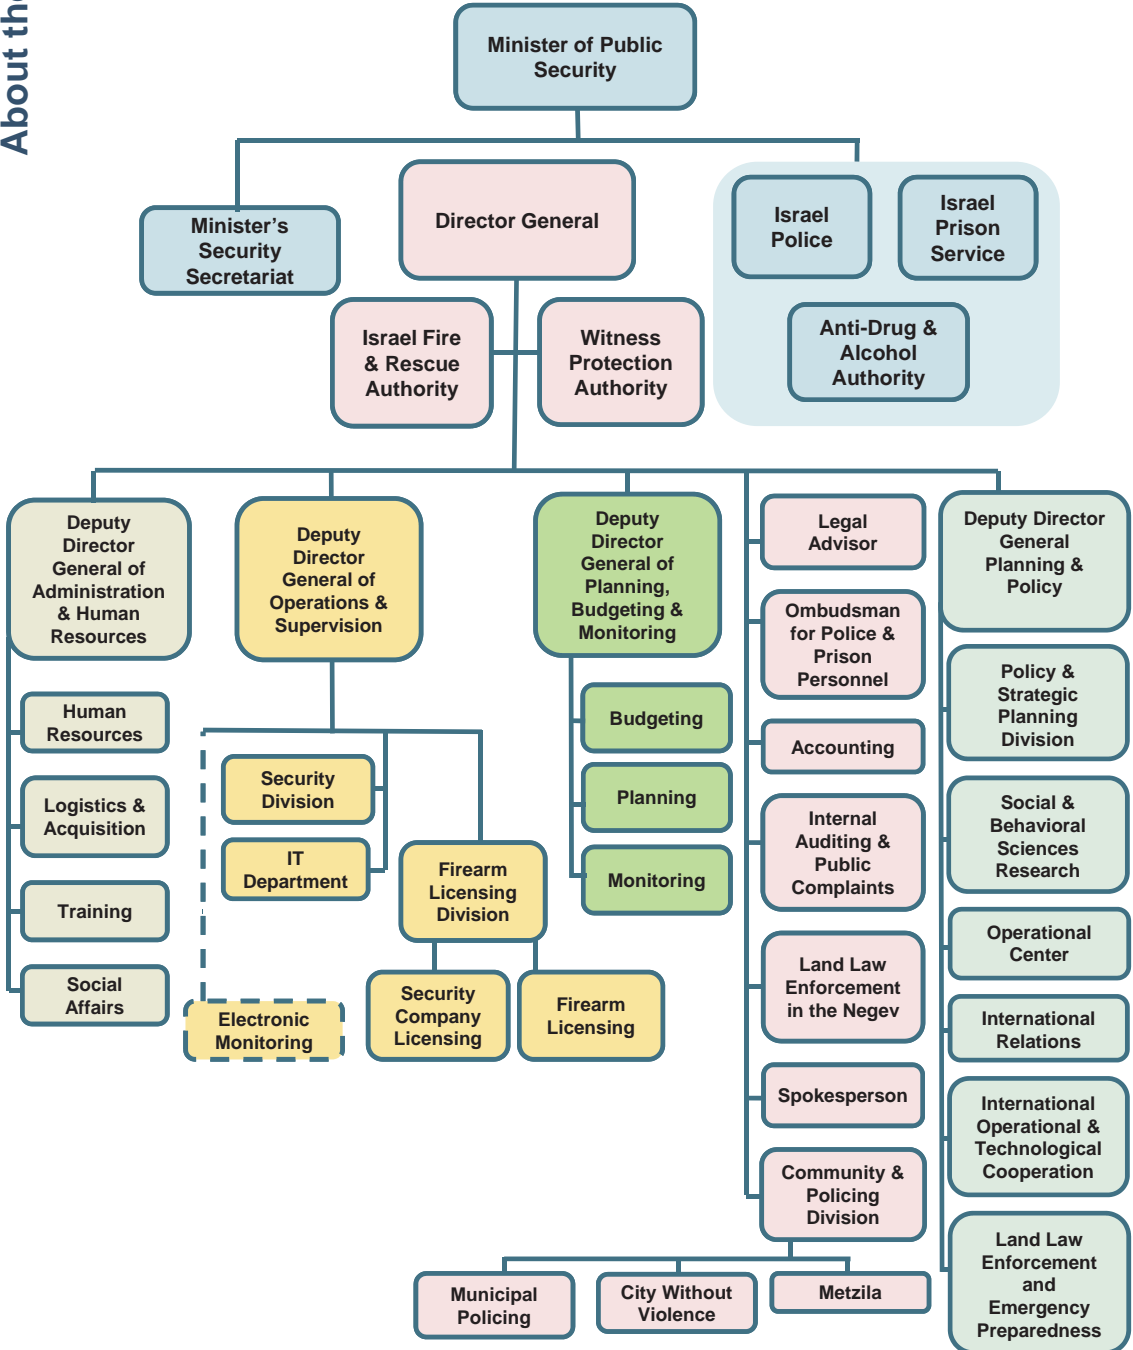 About the
Minister of Public
Security
Minister’s
Security
Secretariat
Director General
Israel
Police
Israel
Prison
Service
Anti-Drug &
Alcohol
Authority
Israel Fire
& Rescue
Authority
Witness
Protection
Authority
Deputy
Director
General of
Administration
& Human
Resources
Human
Resources
Logistics &
Acquisition
Training
Social
Affairs
Deputy
Director
General of
Operations &
Supervision
Security
Division
IT
Department
Firearm
Licensing
Division
Electronic
Monitoring
Security
Company
Licensing
Firearm
Licensing
Deputy
Director
General of
Planning,
Budgeting &
Monitoring
Budgeting
Planning
Monitoring
Legal
Advisor
Ombudsman
for Police &
Prison
Personnel
Accounting
Internal
Auditing &
Public
Complaints
Land Law
Enforcement
in the Negev
Spokesperson
Community &
Policing
Division
Municipal
Policing
City Without
Violence
Metzila
Deputy Director
General
Planning &
Policy
Policy &
Strategic
Planning
Division
Social &
Behavioral
Sciences
Research
Operational
Center
International
Relations
International
Operational &
Technological
Cooperation
Land Law
Enforcement
and
Emergency
Preparedness